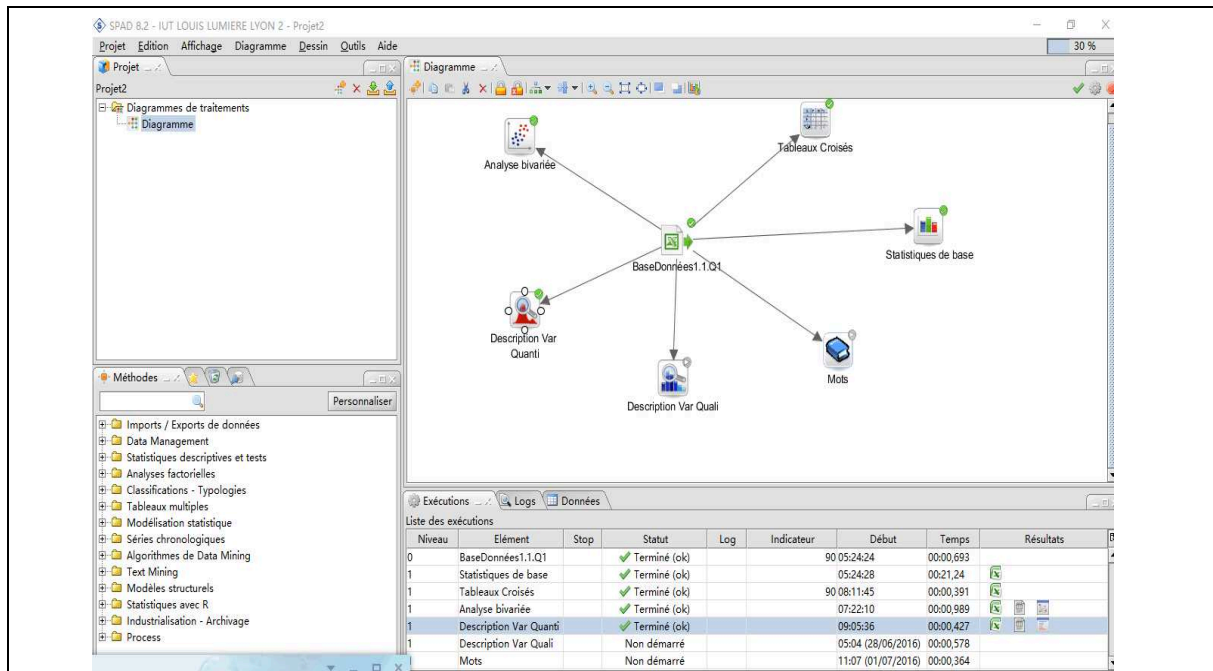 SPAD 8.2 - IUT LOUIS LUMIERE LYON 2 - Projet2
Projet Edition Affichage Diagramme Dessin Outils Aide
30 %
Projet
Projet2
Diagrammes de traitements
Diagramme
Méthodes
Personnaliser
Imports / Exports de données
Data Management
Statistiques descriptives et tests
Analyses factorielles
Classifications - Typologies
Tableaux multiples
Modélisation statistique
Séries chronologiques
Algorithmes de Data Mining
Text Mining
Modèles structurels
Statistiques avec R
Industrialisation - Archivage
Process
Diagramme
Analyse bivariée
Tableaux Croisés
Statistiques de base
BaseDonnées1.1.Q1
Description Var
Quanti
Description Var Quali
Mots
Exécutions Logs Données
Liste des exécutions
Niveau Elément Stop Statut Log Indicateur Début Temps Résultats
0 BaseDonnées1.1.Q1 Terminé (ok) 90 05:24:24 00:00,693
1 Statistiques de base Terminé (ok) 05:24:28 00:21,24
1 Tableaux Croisés Terminé (ok) 90 08:11:45 00:00,391
1 Analyse bivariée Terminé (ok) 07:22:10 00:00,989
1 Description Var Quanti Terminé (ok) 09:05:36 00:00,427
1 Description Var Quali Non démarré 05:04 (28/06/2016) 00:00,578
1 Mots Non démarré 11:07 (01/07/2016) 00:00,364